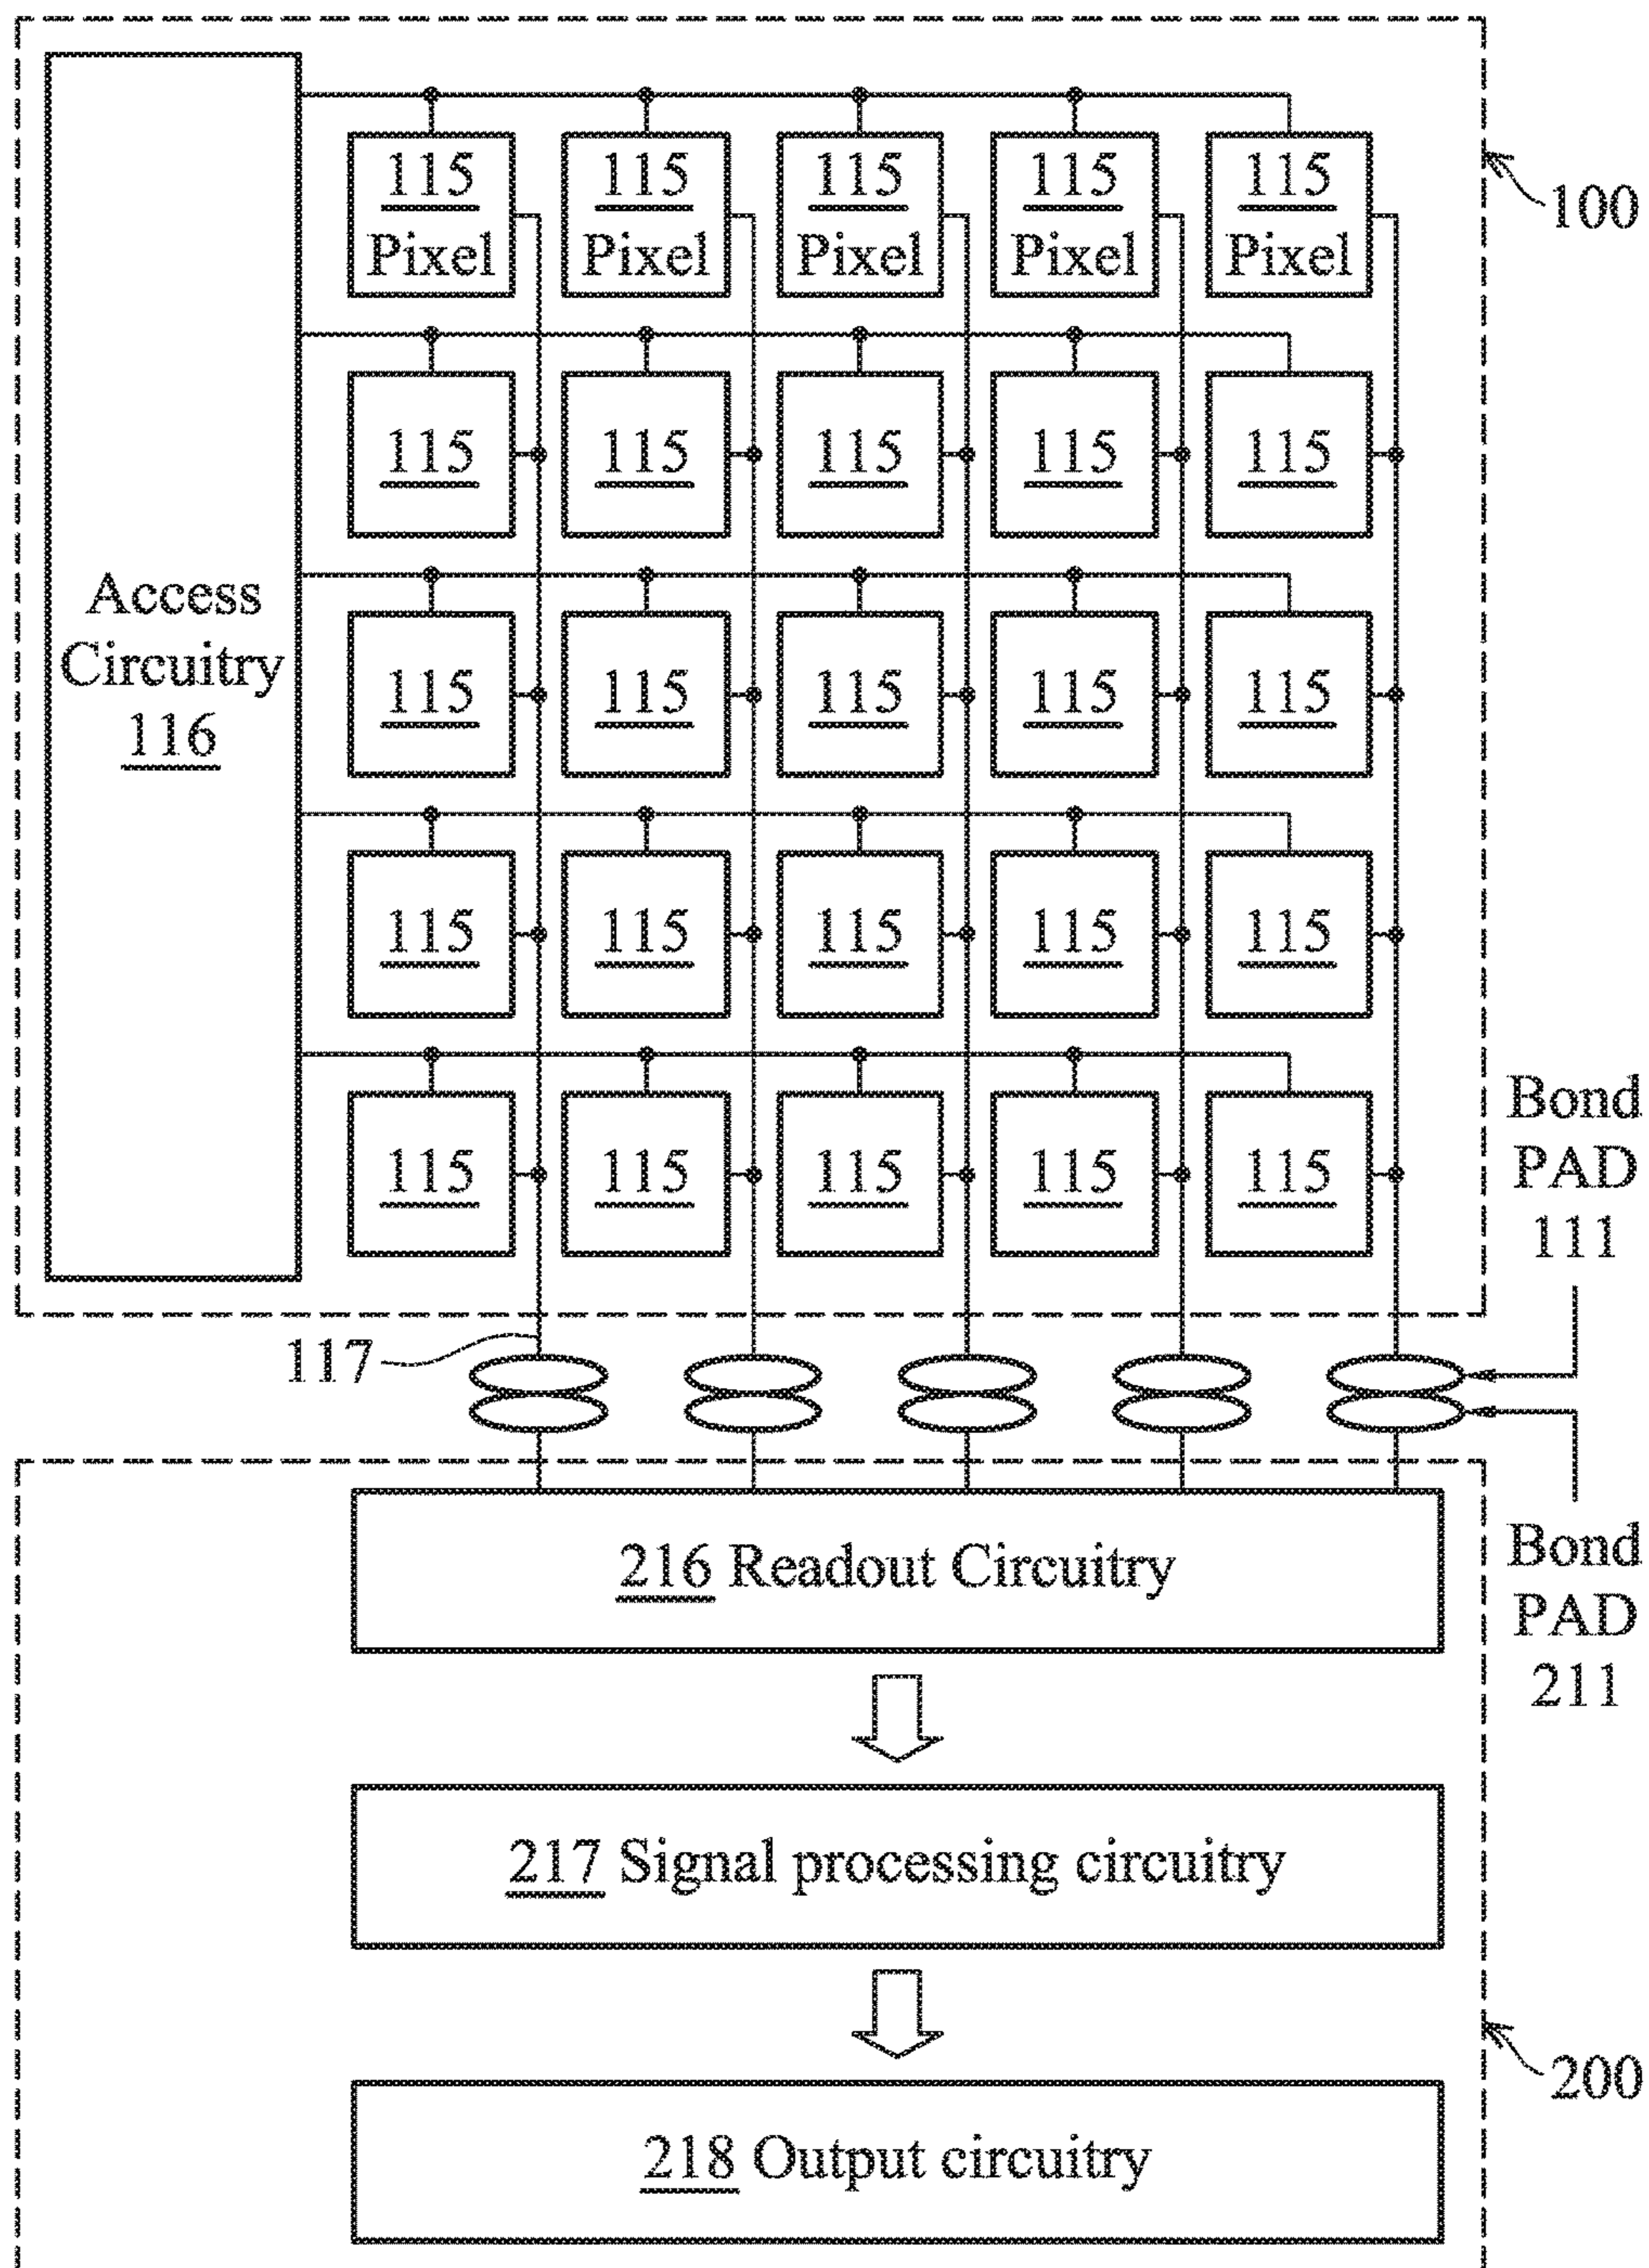 115 115 115 115 115
Pixel Pixel Pixel Pixel Pixel
100
115 115 115 115 115
Access
Circuitry
116
115 115 115 115 115
115 115 115 115 115
115 115 115 115 115
Bond
PAD
111
117
216 Readout Circuitry
Bond
PAD
211
217 Signal processing circuitry
200
218 Output circuitry